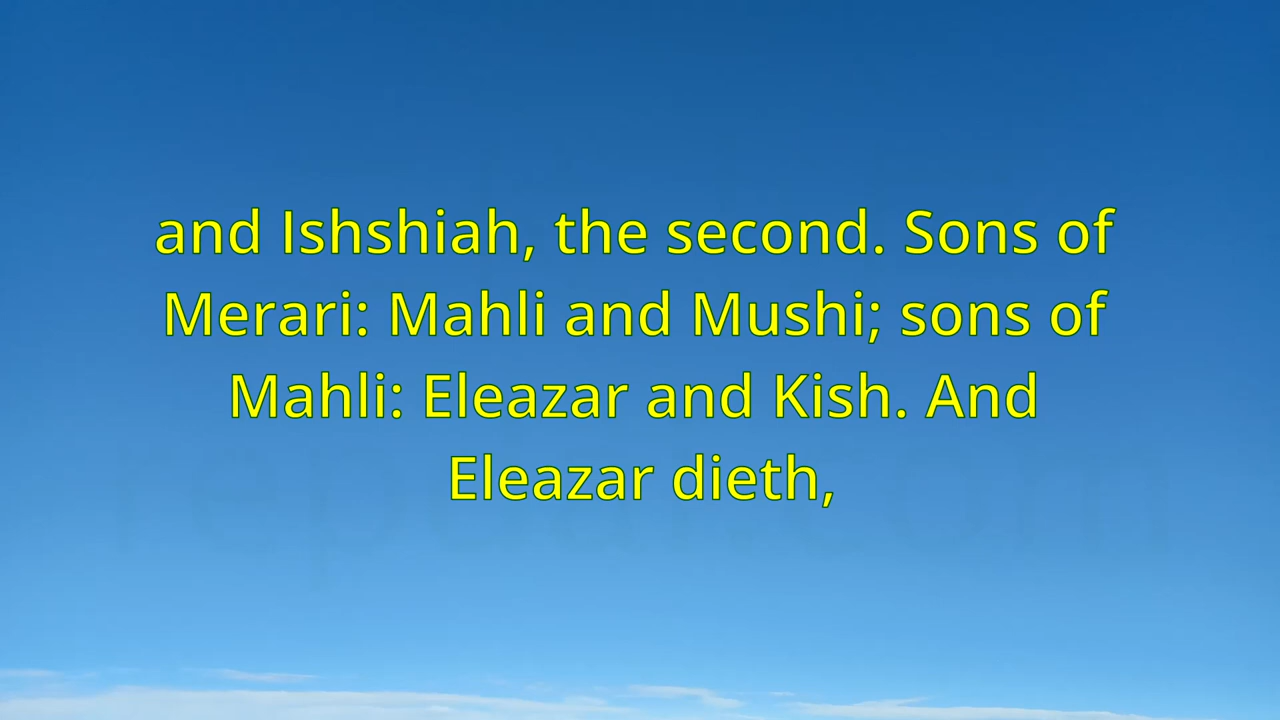 and Ishshiah, the second. Sons of
Merari: Mahli and Mushi; sons of
Mahli: Eleazar and Kish. And
Eleazar dieth,